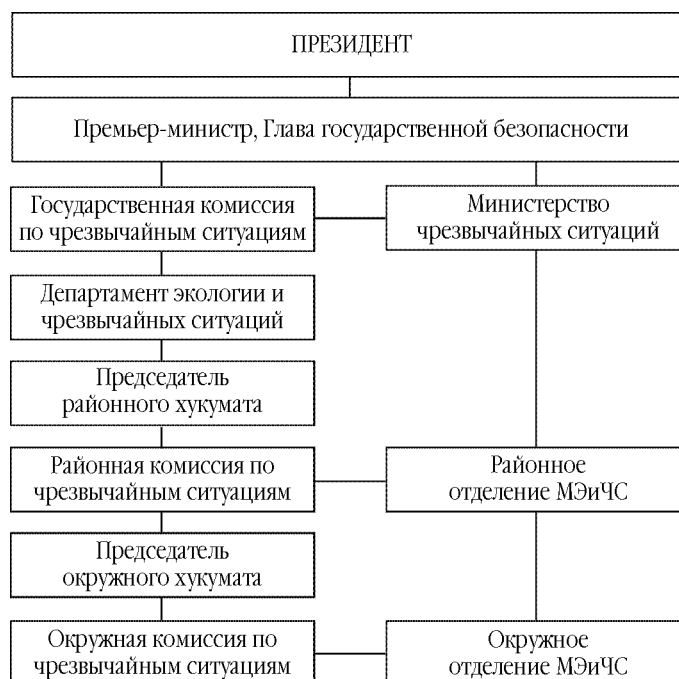 ПРЕЗИДЕНТ
Премьер-министр, Глава государственной безопасности
Государственная комиссия
по чрезвычайным ситуациям
Министерство
чрезвычайных ситуаций
Департамент экологии и
чрезвычайных ситуаций
Председатель
районного хукумата
Районная комиссия по
чрезвычайным ситуациям
Районное
отделение МЭиЧС
Председатель
окружного хукумата
Окружная комиссия по
чрезвычайным ситуациям
Окружное
отделение МЭиЧС